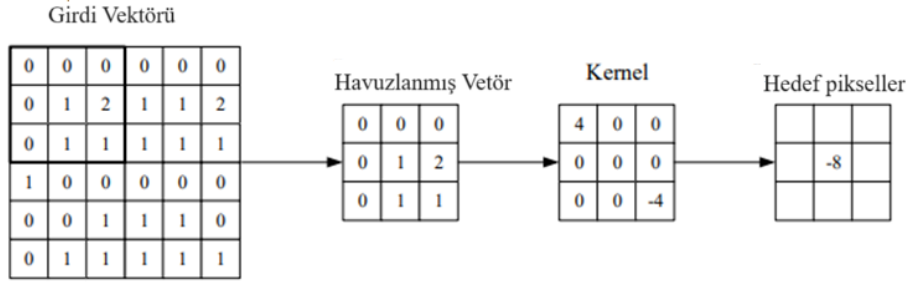 Girdi Vektörü
0 0 0 0 0 0
0 1 2 1 1 2
0 1 1 1 1 1
1 0 0 0 0 0
0 0 1 1 1 0
0 1 1 1 1 1
Havuzlanmış Vetör
0 0 0
0 1 2
0 1 1
Kernel
4 0 0
0 0 0
0 0 -4
Hedef pikseller
-8